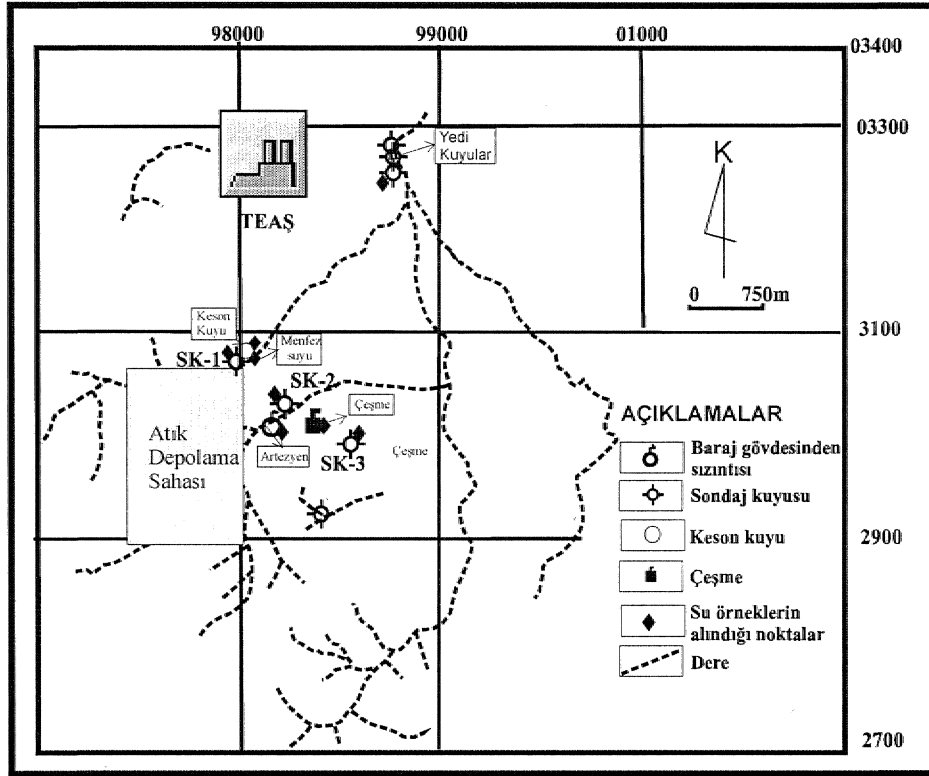 98000
99000
01000
03400
03300
Yedi
Kuyular
K
TEAŞ
0 750m
3100
Keson
Kuyu
Menfez
suyu
SK-1
SK-2
Çeşme
AÇIKLAMALAR
Atık
Depolama
Sahası
Artezyen
SK-3
Çeşme
Baraj gövdesinden
sızıntısı
Sondaj kuyusu
Keson kuyu
2900
Çeşme
Su örneklerin
alındığı noktalar
Dere
2700